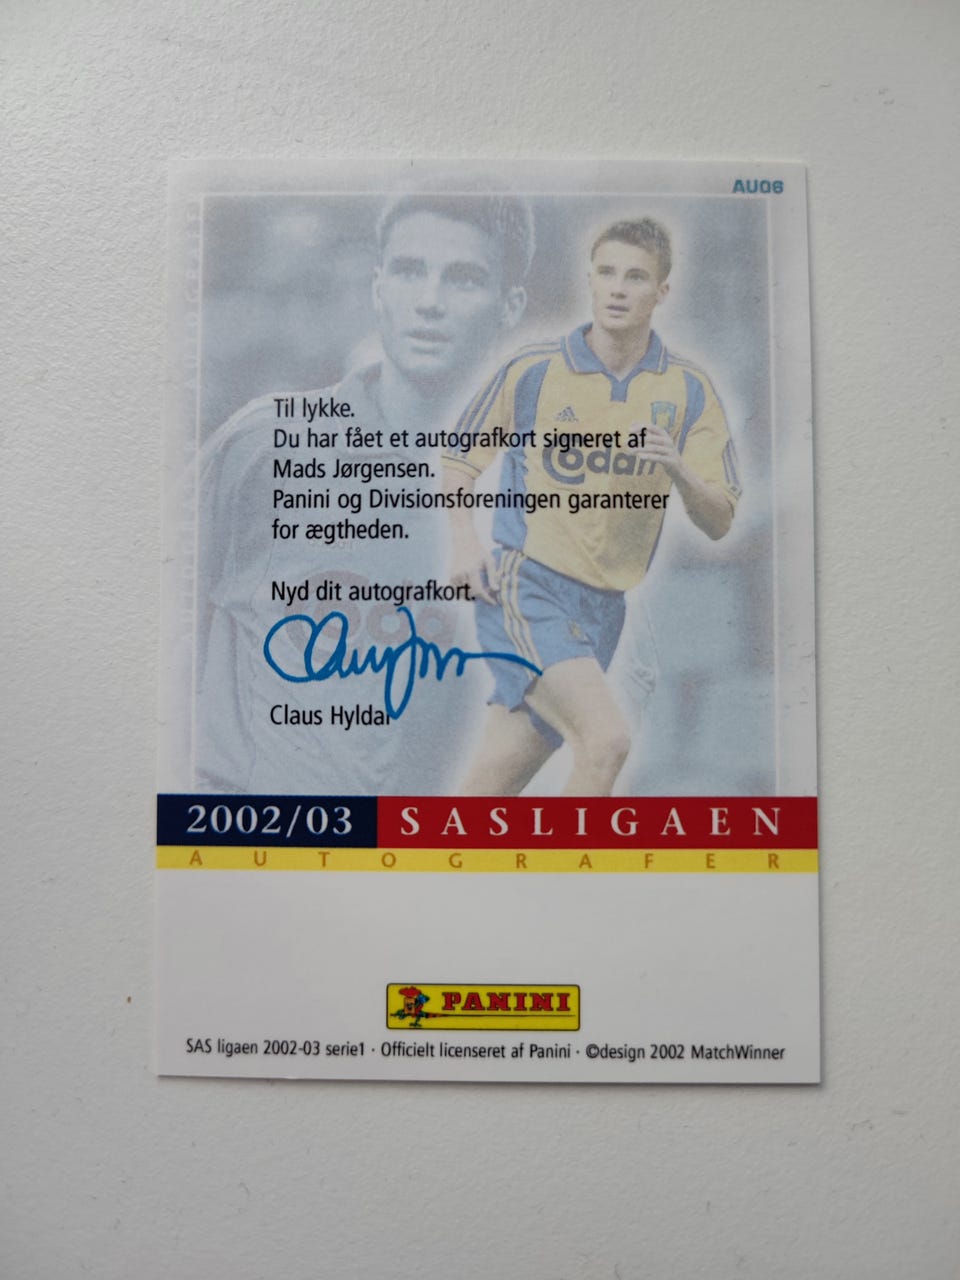 AU06
Til lykke.
Du har fået et autografkort signeret af
Mads Jørgensen.
Panini og Divisionsforeningen garanterer
for ægtheden.
Nyd dit autografkort.
Claus Hyldal
Codan
adidas
2002/03 SASLIGAEN
AUTOGRAFER
PANINI
SAS ligaen 2002-03 serie1 · Officielt licenseret af Panini · ©design 2002 MatchWinner